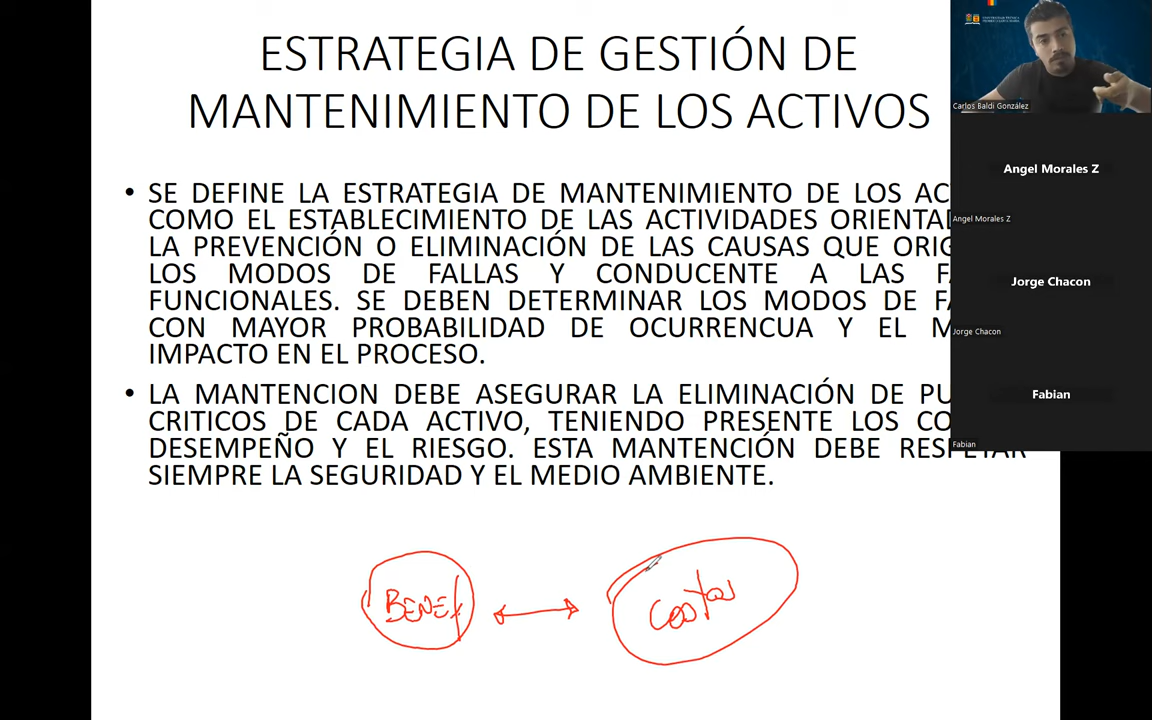 ESTRATEGIA DE GESTIÓN DE
MANTENIMIENTO DE LOS ACTIVOS
• SE DEFINE LA ESTRATEGIA DE MANTENIMIENTO DE LOS AC
COMO EL ESTABLECIMIENTO DE LAS ACTIVIDADES ORIENTAD
LA PREVENCIÓN O ELIMINACIÓN DE LAS CAUSAS QUE ORIG
LOS MODOS DE FALLAS Y CONDUCENTE A LAS FA
FUNCIONALES. SE DEBEN DETERMINAR LOS MODOS DE FA
CON MAYOR PROBABILIDAD DE OCURRENCUA Y EL M
IMPACTO EN EL PROCESO.
• LA MANTENCION DEBE ASEGURAR LA ELIMINACIÓN DE PU
CRITICOS DE CADA ACTIVO, TENIENDO PRESENTE LOS CO
DESEMPEÑO Y EL RIESGO. ESTA MANTENCIÓN DEBE RESPETAR
SIEMPRE LA SEGURIDAD Y EL MEDIO AMBIENTE.
BENEF
Costos
Carlos Baldi González
Angel Morales Z
Angel Morales Z
Jorge Chacon
Jorge Chacon
Fabian
Fabian